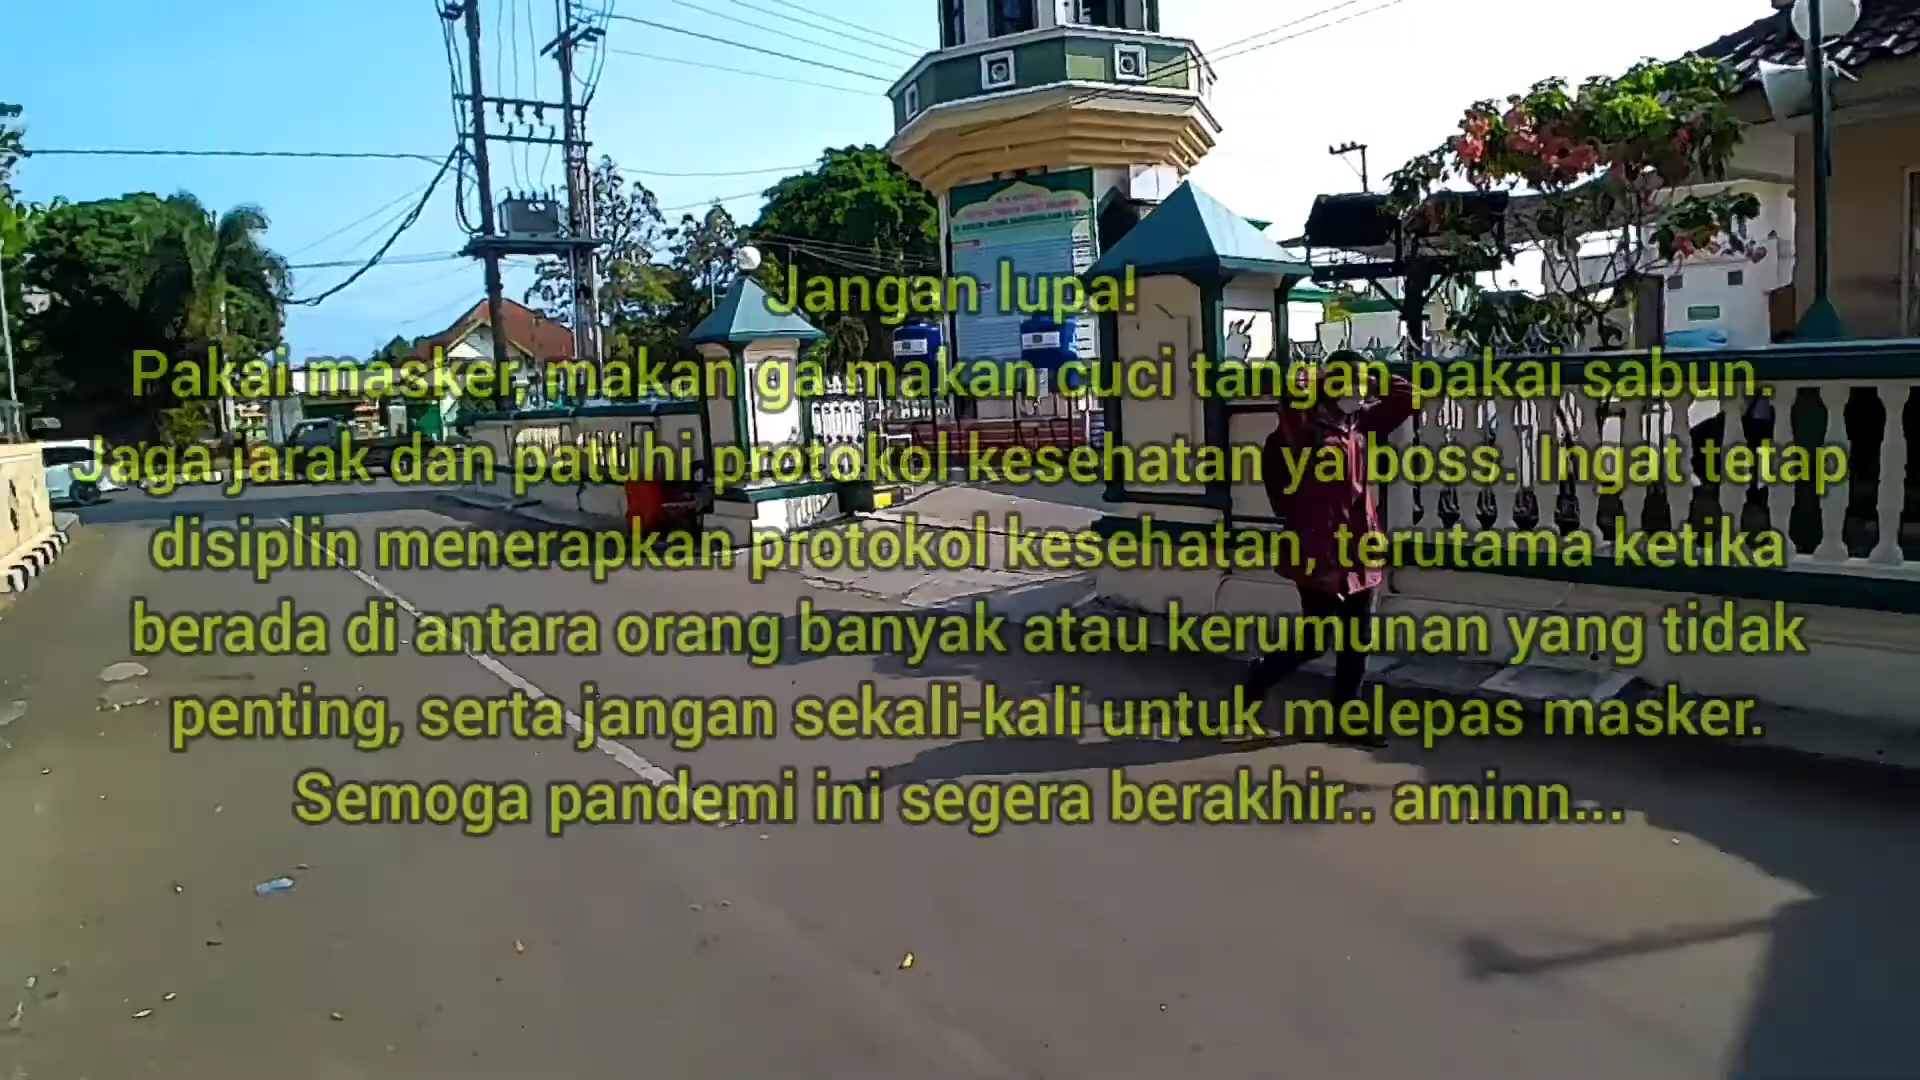 Jangan lupa!
Pakai masker, makan ga makan cuci tangan pakai sabun.
Jaga jarak dan patuhi protokol kesehatan ya boss. Ingat tetap
disiplin menerapkan protokol kesehatan, terutama ketika
berada di antara orang banyak atau kerumunan yang tidak
penting, serta jangan sekali-kali untuk melepas masker.
Semoga pandemi ini segera berakhir.. aminn...